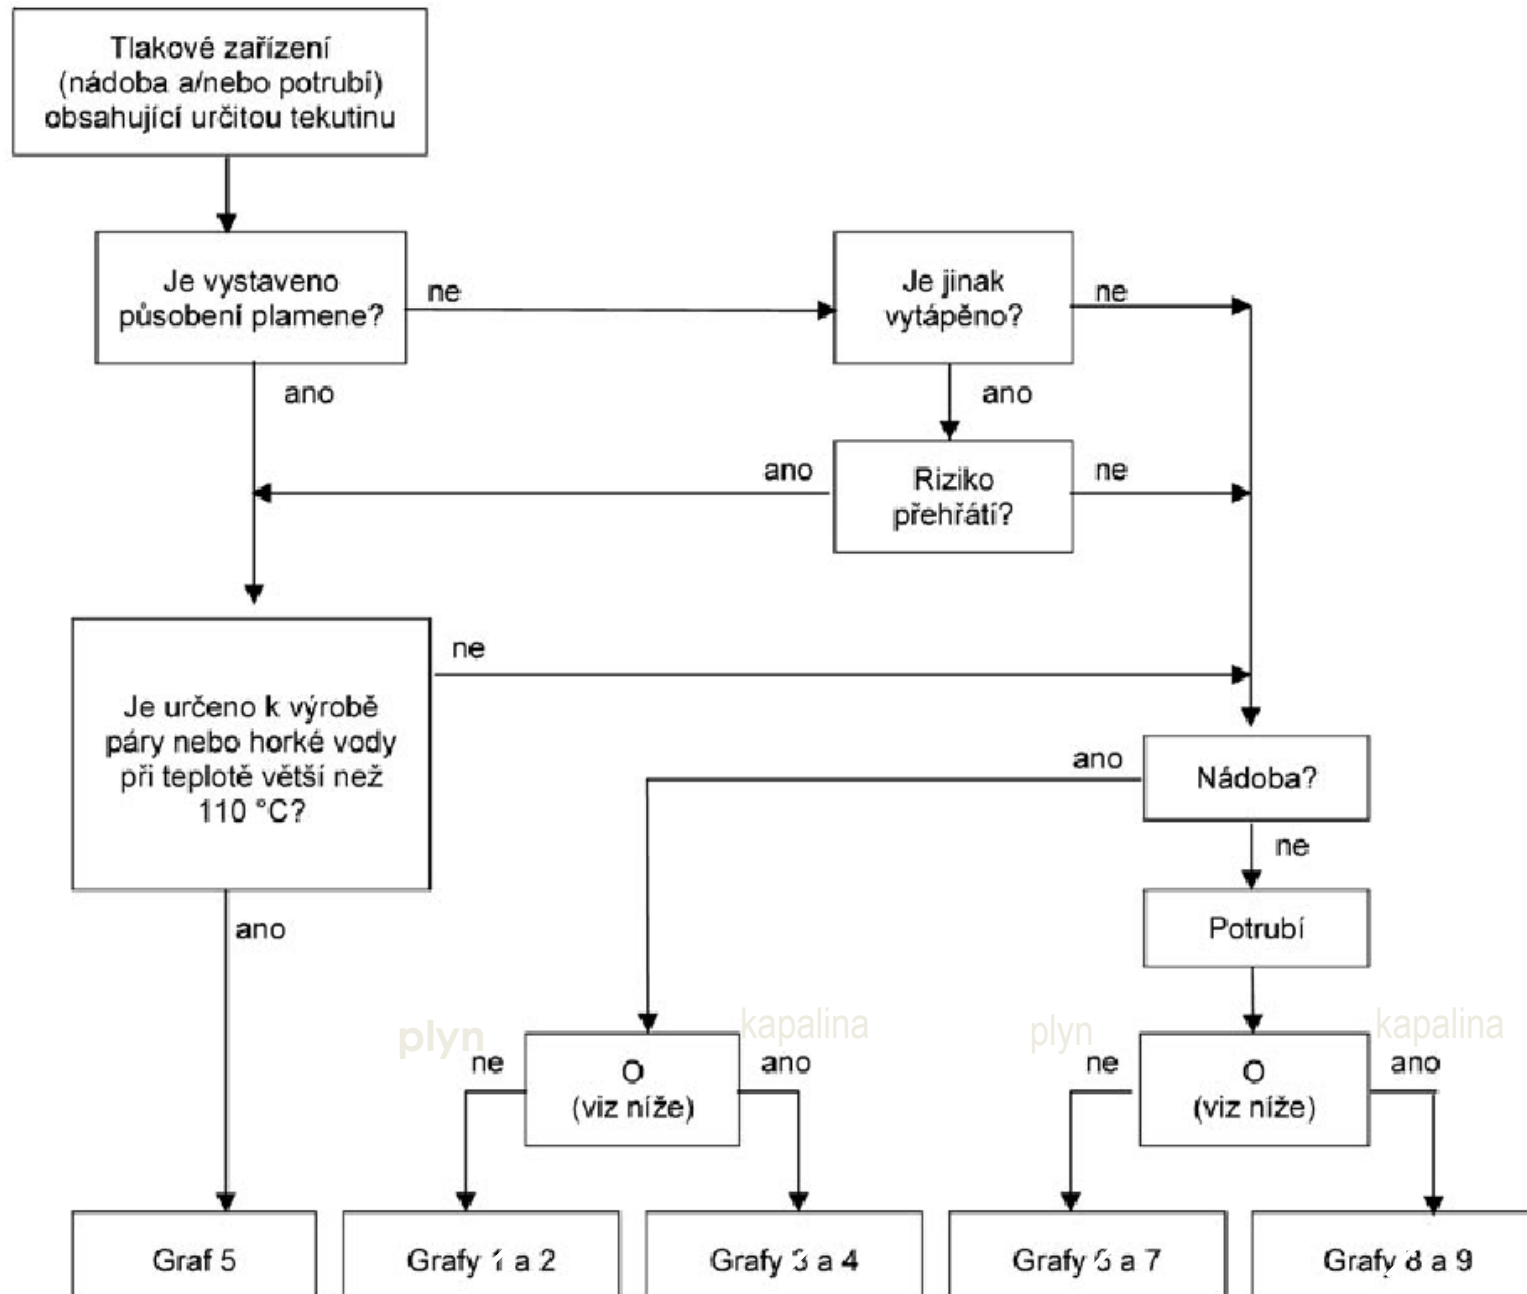 Tlakové zařízení
(nádoba a/nebo potrubí)
obsahující určitou tekutinu
Je vystaveno
působení plamene?
ne
Je jinak
vytápěno?
ne
ano
ano
ano
Riziko
přehřátí?
ne
ne
Je určeno k výrobě
páry nebo horké vody
při teplotě větší než
110 °C?
ano
Nádoba?
ne
ano
Potrubí
plyn
kapalina
plyn
kapalina
ne
O
(viz níže)
ano
ne
O
(viz níže)
ano
Graf 5
Grafy 1 a 2
Grafy 3 a 4
Grafy 6 a 7
Grafy 8 a 9